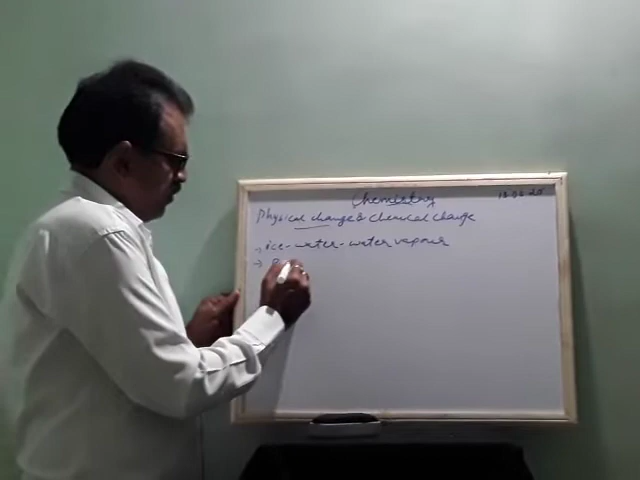 Chemistry
Physical change & chemical change
→ ice - water - water vapour
→